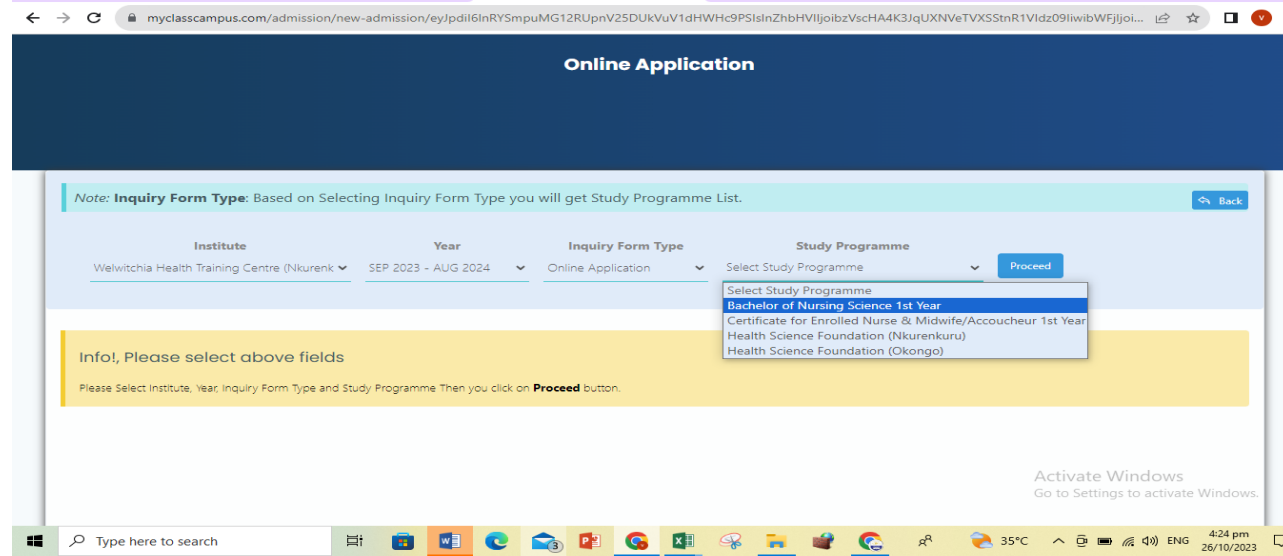 myclasscampus.com/admission/new-admission/eyJpdiI6InRYSmpuMG12RUpnV25DUkVuV1dHWHc9PSIsInZhbHVlIjoibzVscHA4K3JqUXNVeTVXSStnR1VIdz09IiwibWFjIjoi...
V
Online Application
Note: Inquiry Form Type: Based on Selecting Inquiry Form Type you will get Study Programme List.
Back
Institute Year Inquiry Form Type Study Programme
Welwitchia Health Training Centre (Nkurenk SEP 2023 - AUG 2024 Online Application Select Study Programme Proceed
Select Study Programme
Bachelor of Nursing Science 1st Year
Certificate for Enrolled Nurse & Midwife/Accoucheur 1st Year
Health Science Foundation (Nkurenkuru)
Health Science Foundation (Okongo)
Info!, Please select above fields
Please Select Institute, Year, Inquiry Form Type and Study Programme Then you click on Proceed button.
Activate Windows
Go to Settings to activate Windows.
Type here to search 3 35°C ENG 4:24 pm
26/10/2023